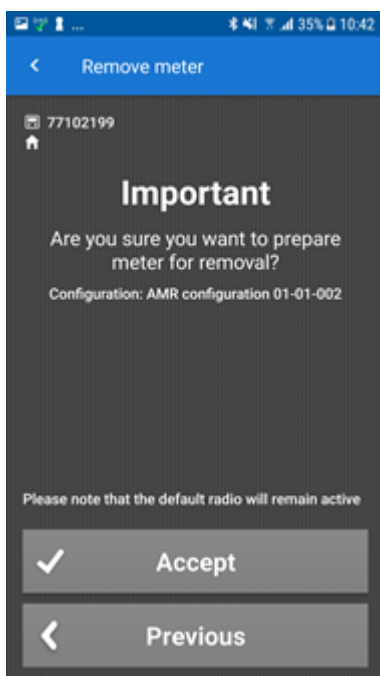 ... 35% 10:42
Remove meter
77102199
Important
Are you sure you want to prepare
meter for removal?
Configuration: AMR configuration 01-01-002
Please note that the default radio will remain active
Accept
Previous